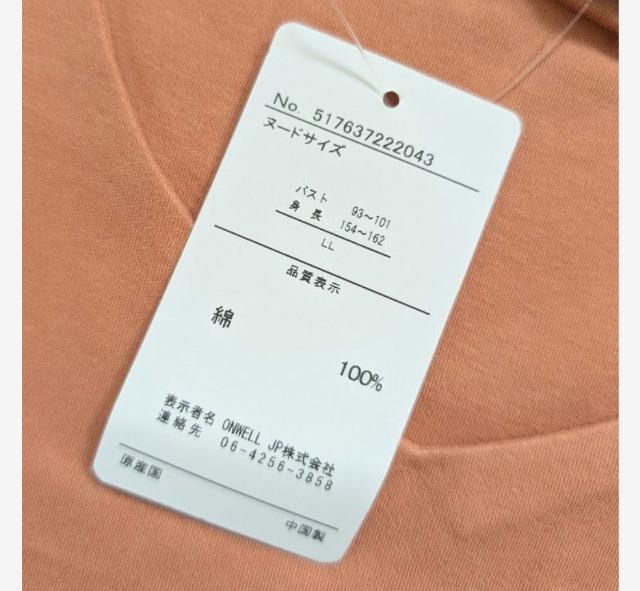 No. 517637222043
ヌードサイズ
バスト 93～101
身長 154～162
LL
品質表示
綿
100%
表示者名 ONWELL JP株式会社
連絡先 06-4256-3858
原産国
中国製